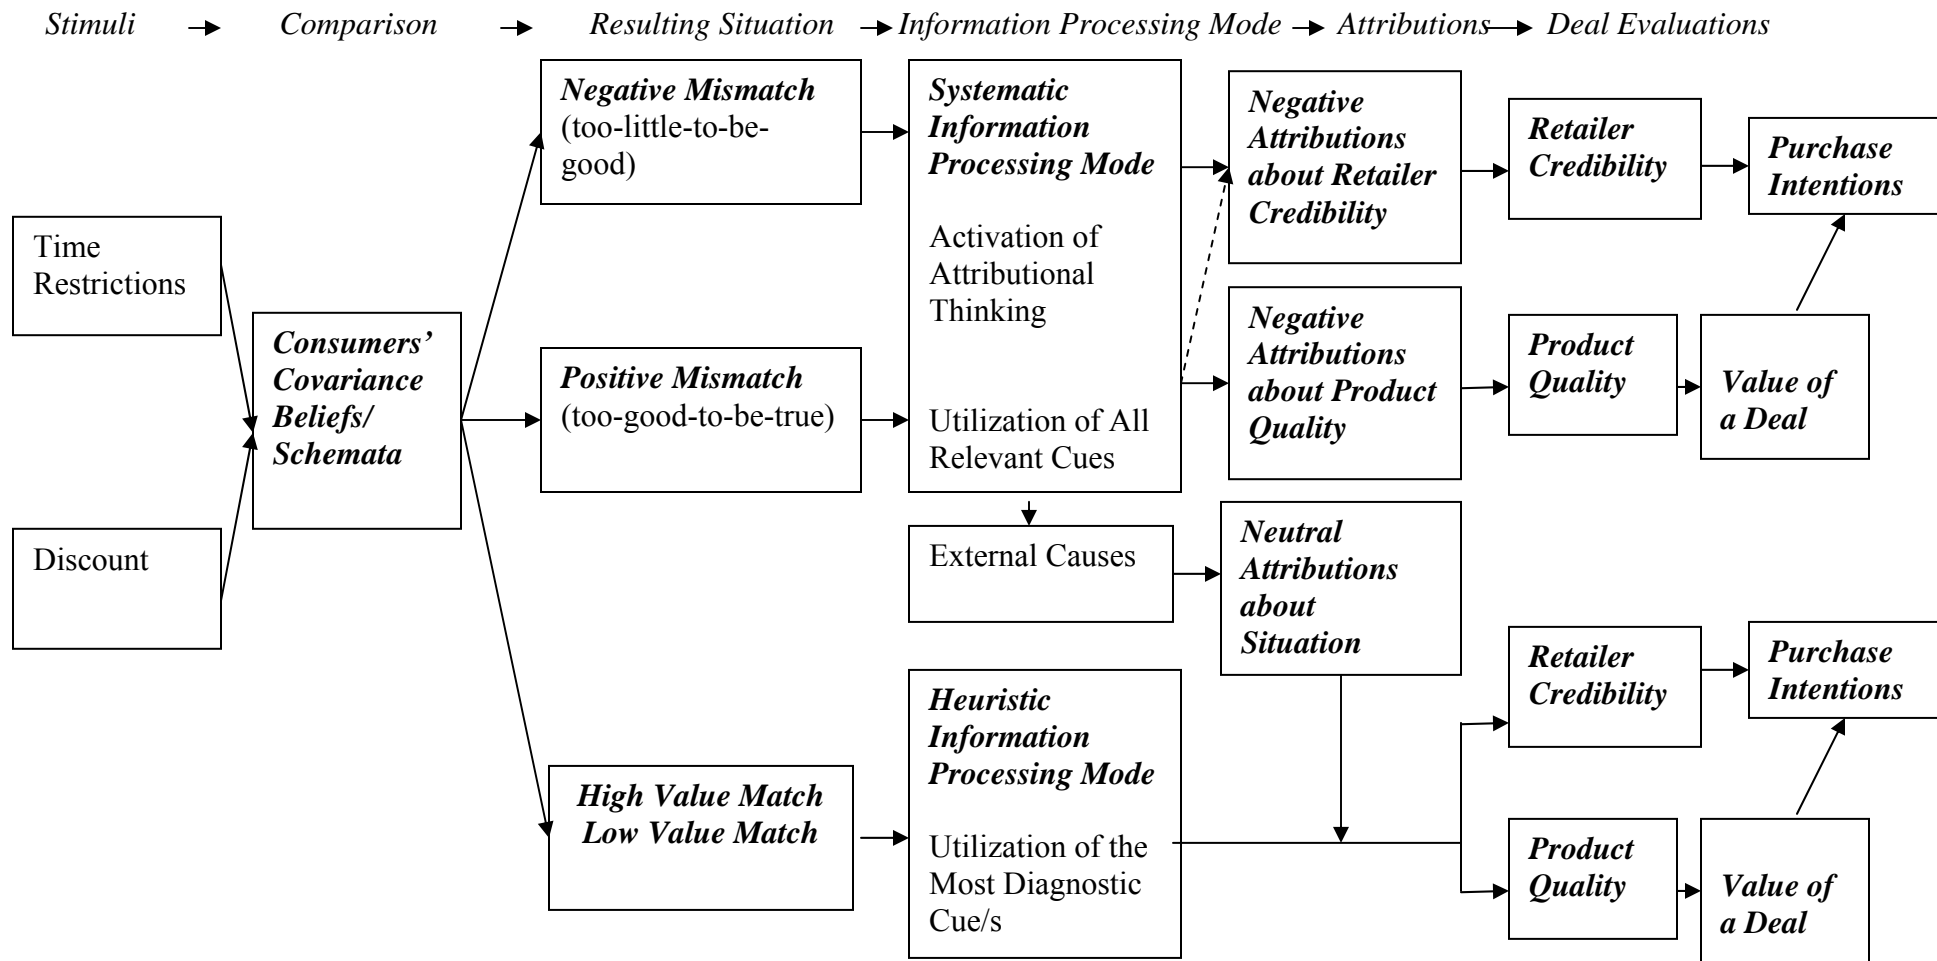 Stimuli
Comparison
Resulting Situation
Information Processing Mode
Attributions
Deal Evaluations
Time
Restrictions
Discount
Consumers’
Covariance
Beliefs/
Schemata
Negative Mismatch
(too-little-to-be-
good)
Positive Mismatch
(too-good-to-be-true)
High Value Match
Low Value Match
Systematic
Information
Processing Mode
Activation of
Attributional
Thinking
Utilization of All
Relevant Cues
External Causes
Heuristic
Information
Processing Mode
Utilization of the
Most Diagnostic
Cue/s
Negative
Attributions
about Retailer
Credibility
Negative
Attributions
about Product
Quality
Neutral
Attributions
about
Situation
Retailer
Credibility
Purchase
Intentions
Product
Quality
Value of
a Deal
Retailer
Credibility
Purchase
Intentions
Product
Quality
Value of
a Deal